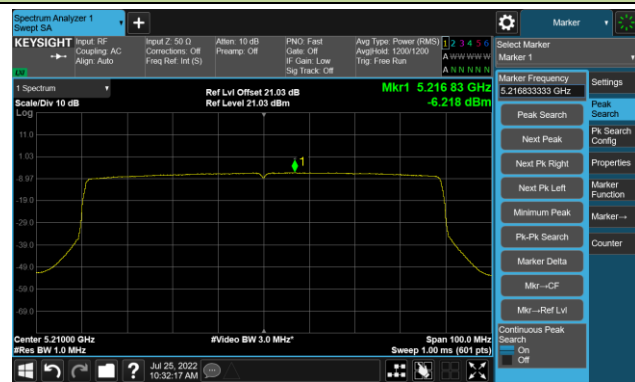 Spectrum Analyzer 1
Swept SA
Marker
KEYSIGHT
Input: RF
Coupling: AC
Align: Auto
Input Z: 50 Ω
Corrections: Off
Freq Ref: Int (S)
Atten: 10 dB
Preamp: Off
PNO: Fast
Gate: Off
IF Gain: Low
Sig Track: Off
Avg Type: Power (RMS)
Avg|Hold: 1200/1200
Trig: Free Run
1 2 3 4 5 6
A W W W W W
A N N N N N
Select Marker
Marker 1
1 Spectrum
Scale/Div 10 dB
Log
Ref Lvl Offset 21.03 dB
Ref Level 21.03 dBm
Mkr1 5.216 83 GHz
-6.218 dBm
11.0
1.03
-8.97
-19.0
-29.0
-39.0
-49.0
-59.0
-69.0
1
Center 5.21000 GHz
#Res BW 1.0 MHz
#Video BW 3.0 MHz*
Span 100.0 MHz
Sweep 1.00 ms (601 pts)
Marker Frequency
5.216833333 GHz
Peak Search
Next Peak
Next Pk Right
Next Pk Left
Minimum Peak
Pk-Pk Search
Marker Delta
Mkr→CF
Mkr→Ref Lvl
Continuous Peak
Search
On
Off
Settings
Peak
Search
Pk Search
Config
Properties
Marker
Function
Marker→
Counter
?
Jul 25, 2022
10:32:17 AM